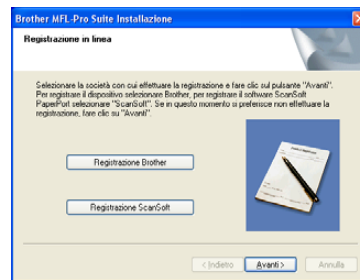 Brother MFL-Pro Suite Installazione
Registrazione in linea
Selezionare la società con cui effettuare la registrazione e fare clic sul pulsante "Avanti".
Per registrare il dispositivo selezionare Brother, per registrare il software ScanSoft
PaperPort selezionare "ScanSoft". Se in questo momento si preferisce non effettuare la
registrazione, fare clic su "Avanti".
Registrazione Brother
Registrazione ScanSoft
< Indietro Avanti > Annulla